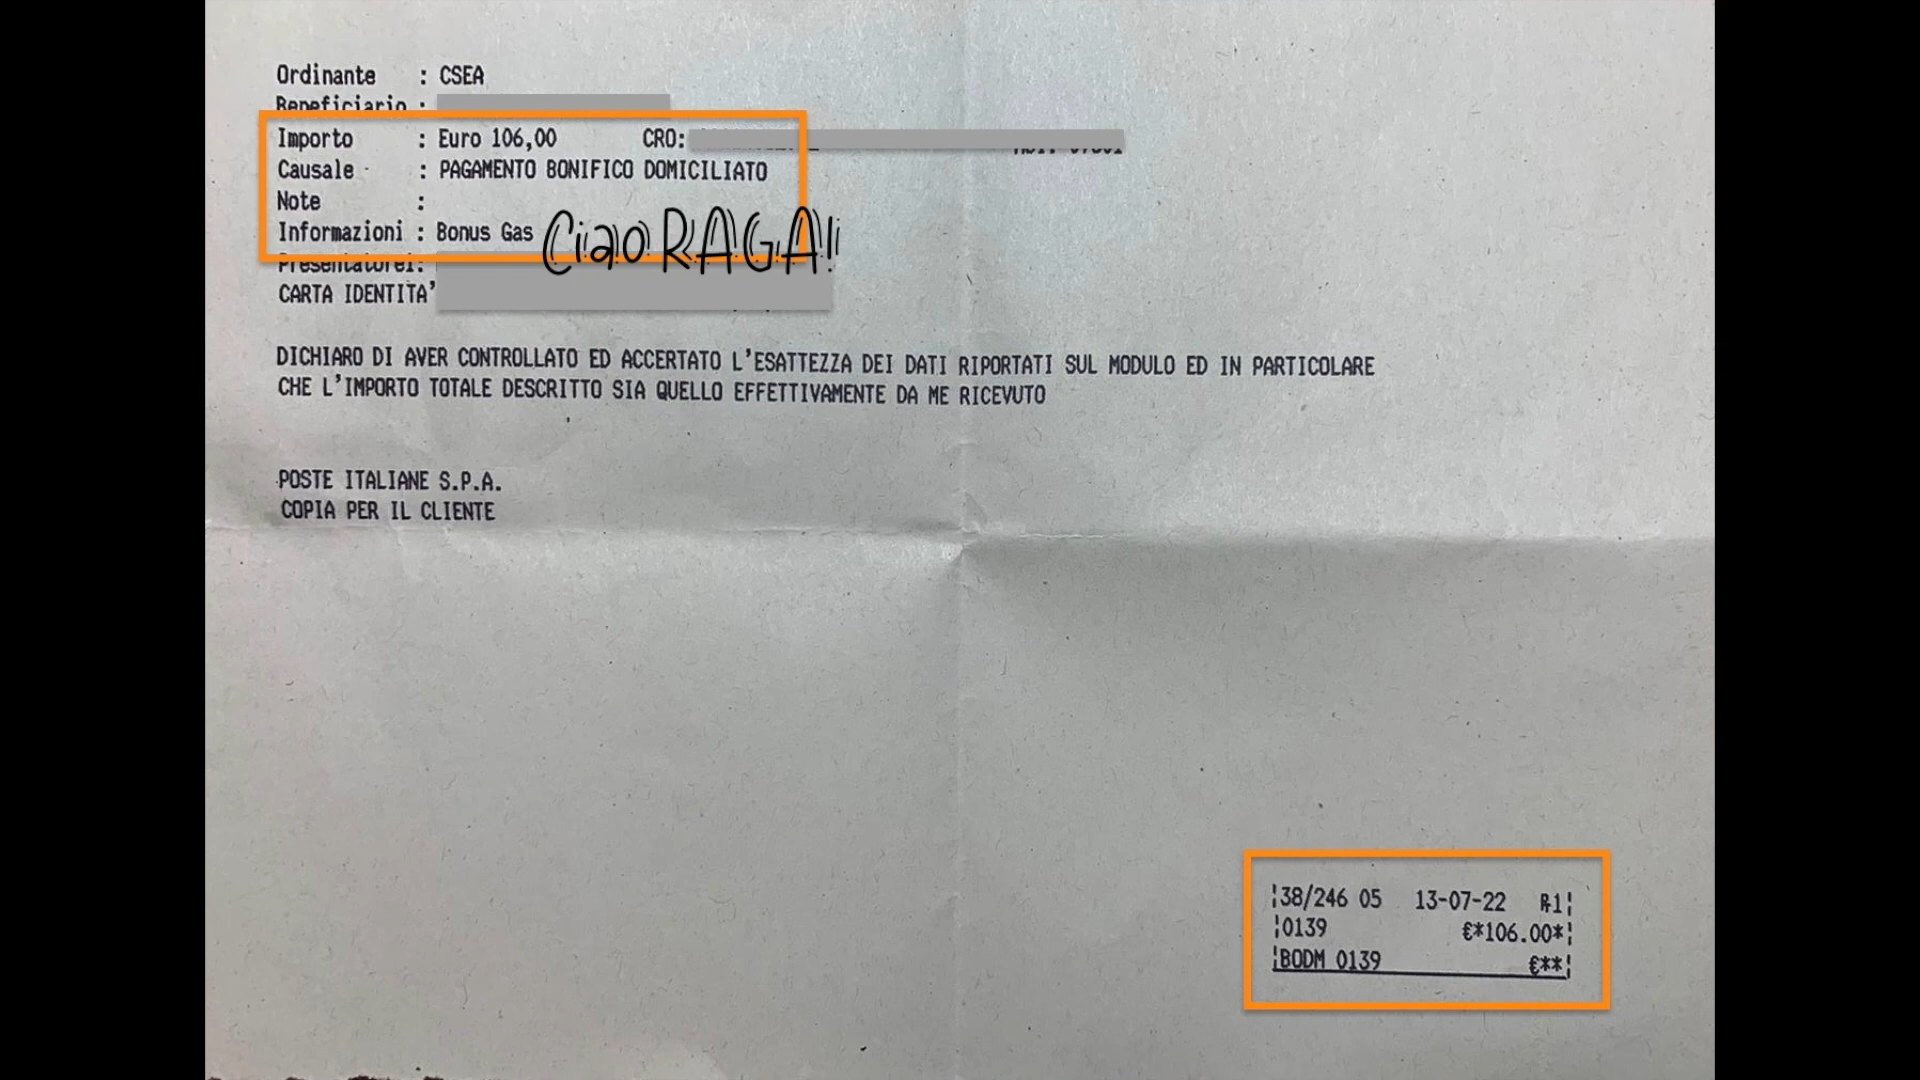 Ordinante : CSEA
Beneficiario :
Importo : Euro 106,00 CRO:
Causale : PAGAMENTO BONIFICO DOMICILIATO
Note :
Informazioni : Bonus Gas
Ciao RAGA!!
Presentatore1:
CARTA IDENTITA'
DICHIARO DI AVER CONTROLLATO ED ACCERTATO L'ESATTEZZA DEI DATI RIPORTATI SUL MODULO ED IN PARTICOLARE
CHE L'IMPORTO TOTALE DESCRITTO SIA QUELLO EFFETTIVAMENTE DA ME RICEVUTO
POSTE ITALIANE S.P.A.
COPIA PER IL CLIENTE
38/246 05 13-07-22 R1
0139 €*106.00*
BODM 0139 €**